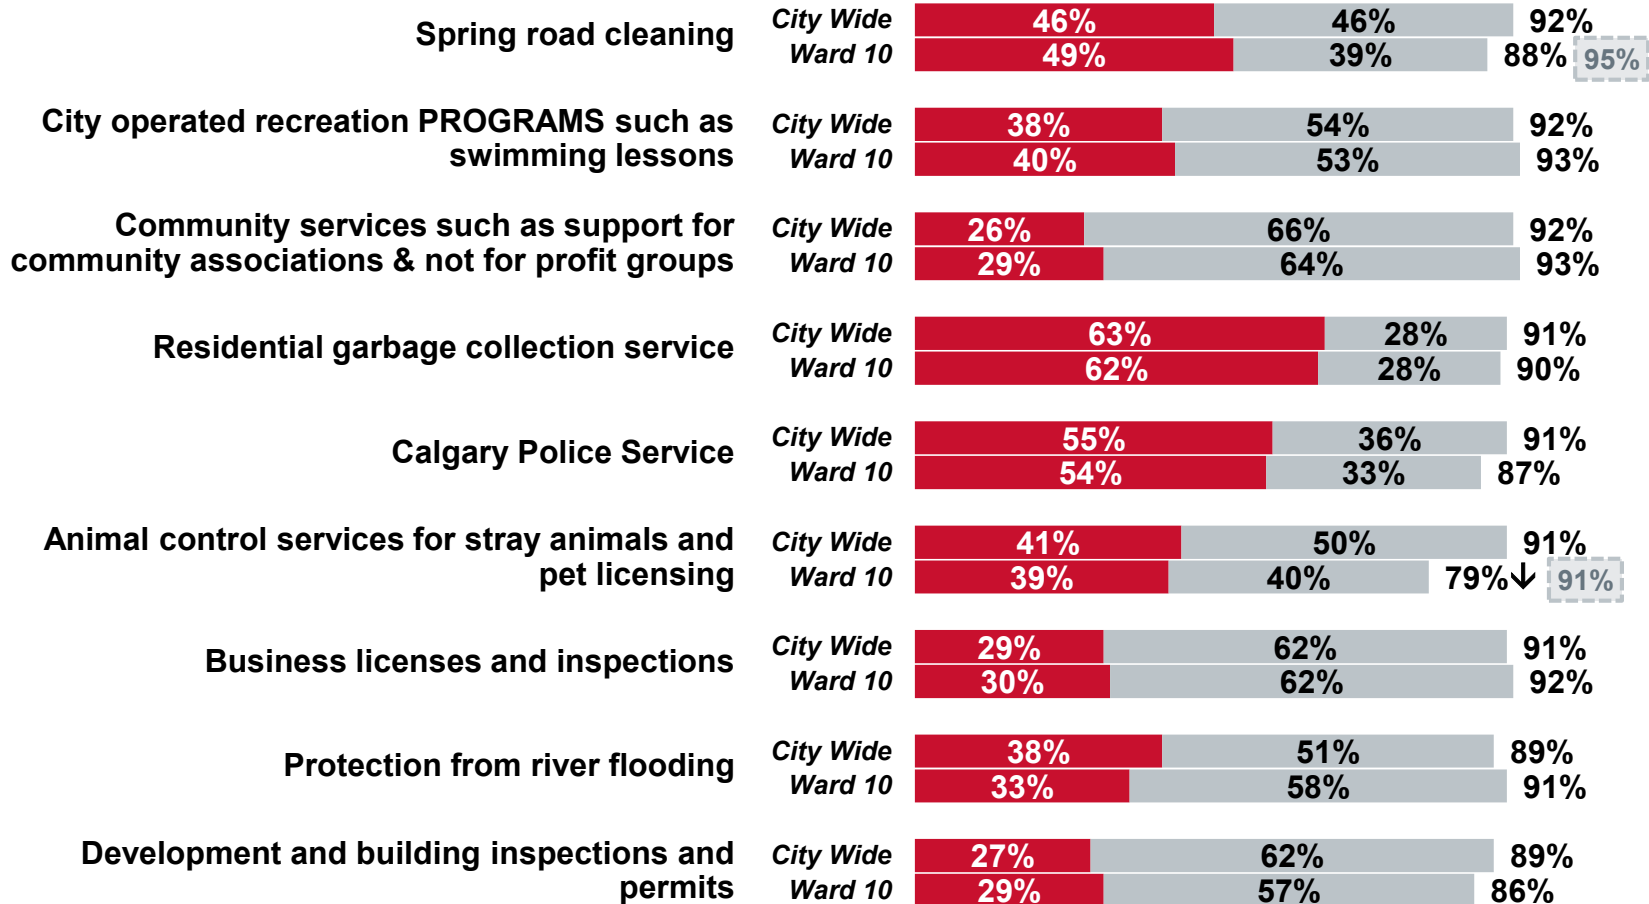 Spring road cleaning
City Wide 46% 46% 92%
Ward 10 49% 39% 88% 95%
City operated recreation PROGRAMS such as
swimming lessons
City Wide 38% 54% 92%
Ward 10 40% 53% 93%
Community services such as support for
community associations & not for profit groups
City Wide 26% 66% 92%
Ward 10 29% 64% 93%
Residential garbage collection service
City Wide 63% 28% 91%
Ward 10 62% 28% 90%
Calgary Police Service
City Wide 55% 36% 91%
Ward 10 54% 33% 87%
Animal control services for stray animals and
pet licensing
City Wide 41% 50% 91%
Ward 10 39% 40% 79%↓ 91%
Business licenses and inspections
City Wide 29% 62% 91%
Ward 10 30% 62% 92%
Protection from river flooding
City Wide 38% 51% 89%
Ward 10 33% 58% 91%
Development and building inspections and
permits
City Wide 27% 62% 89%
Ward 10 29% 57% 86%